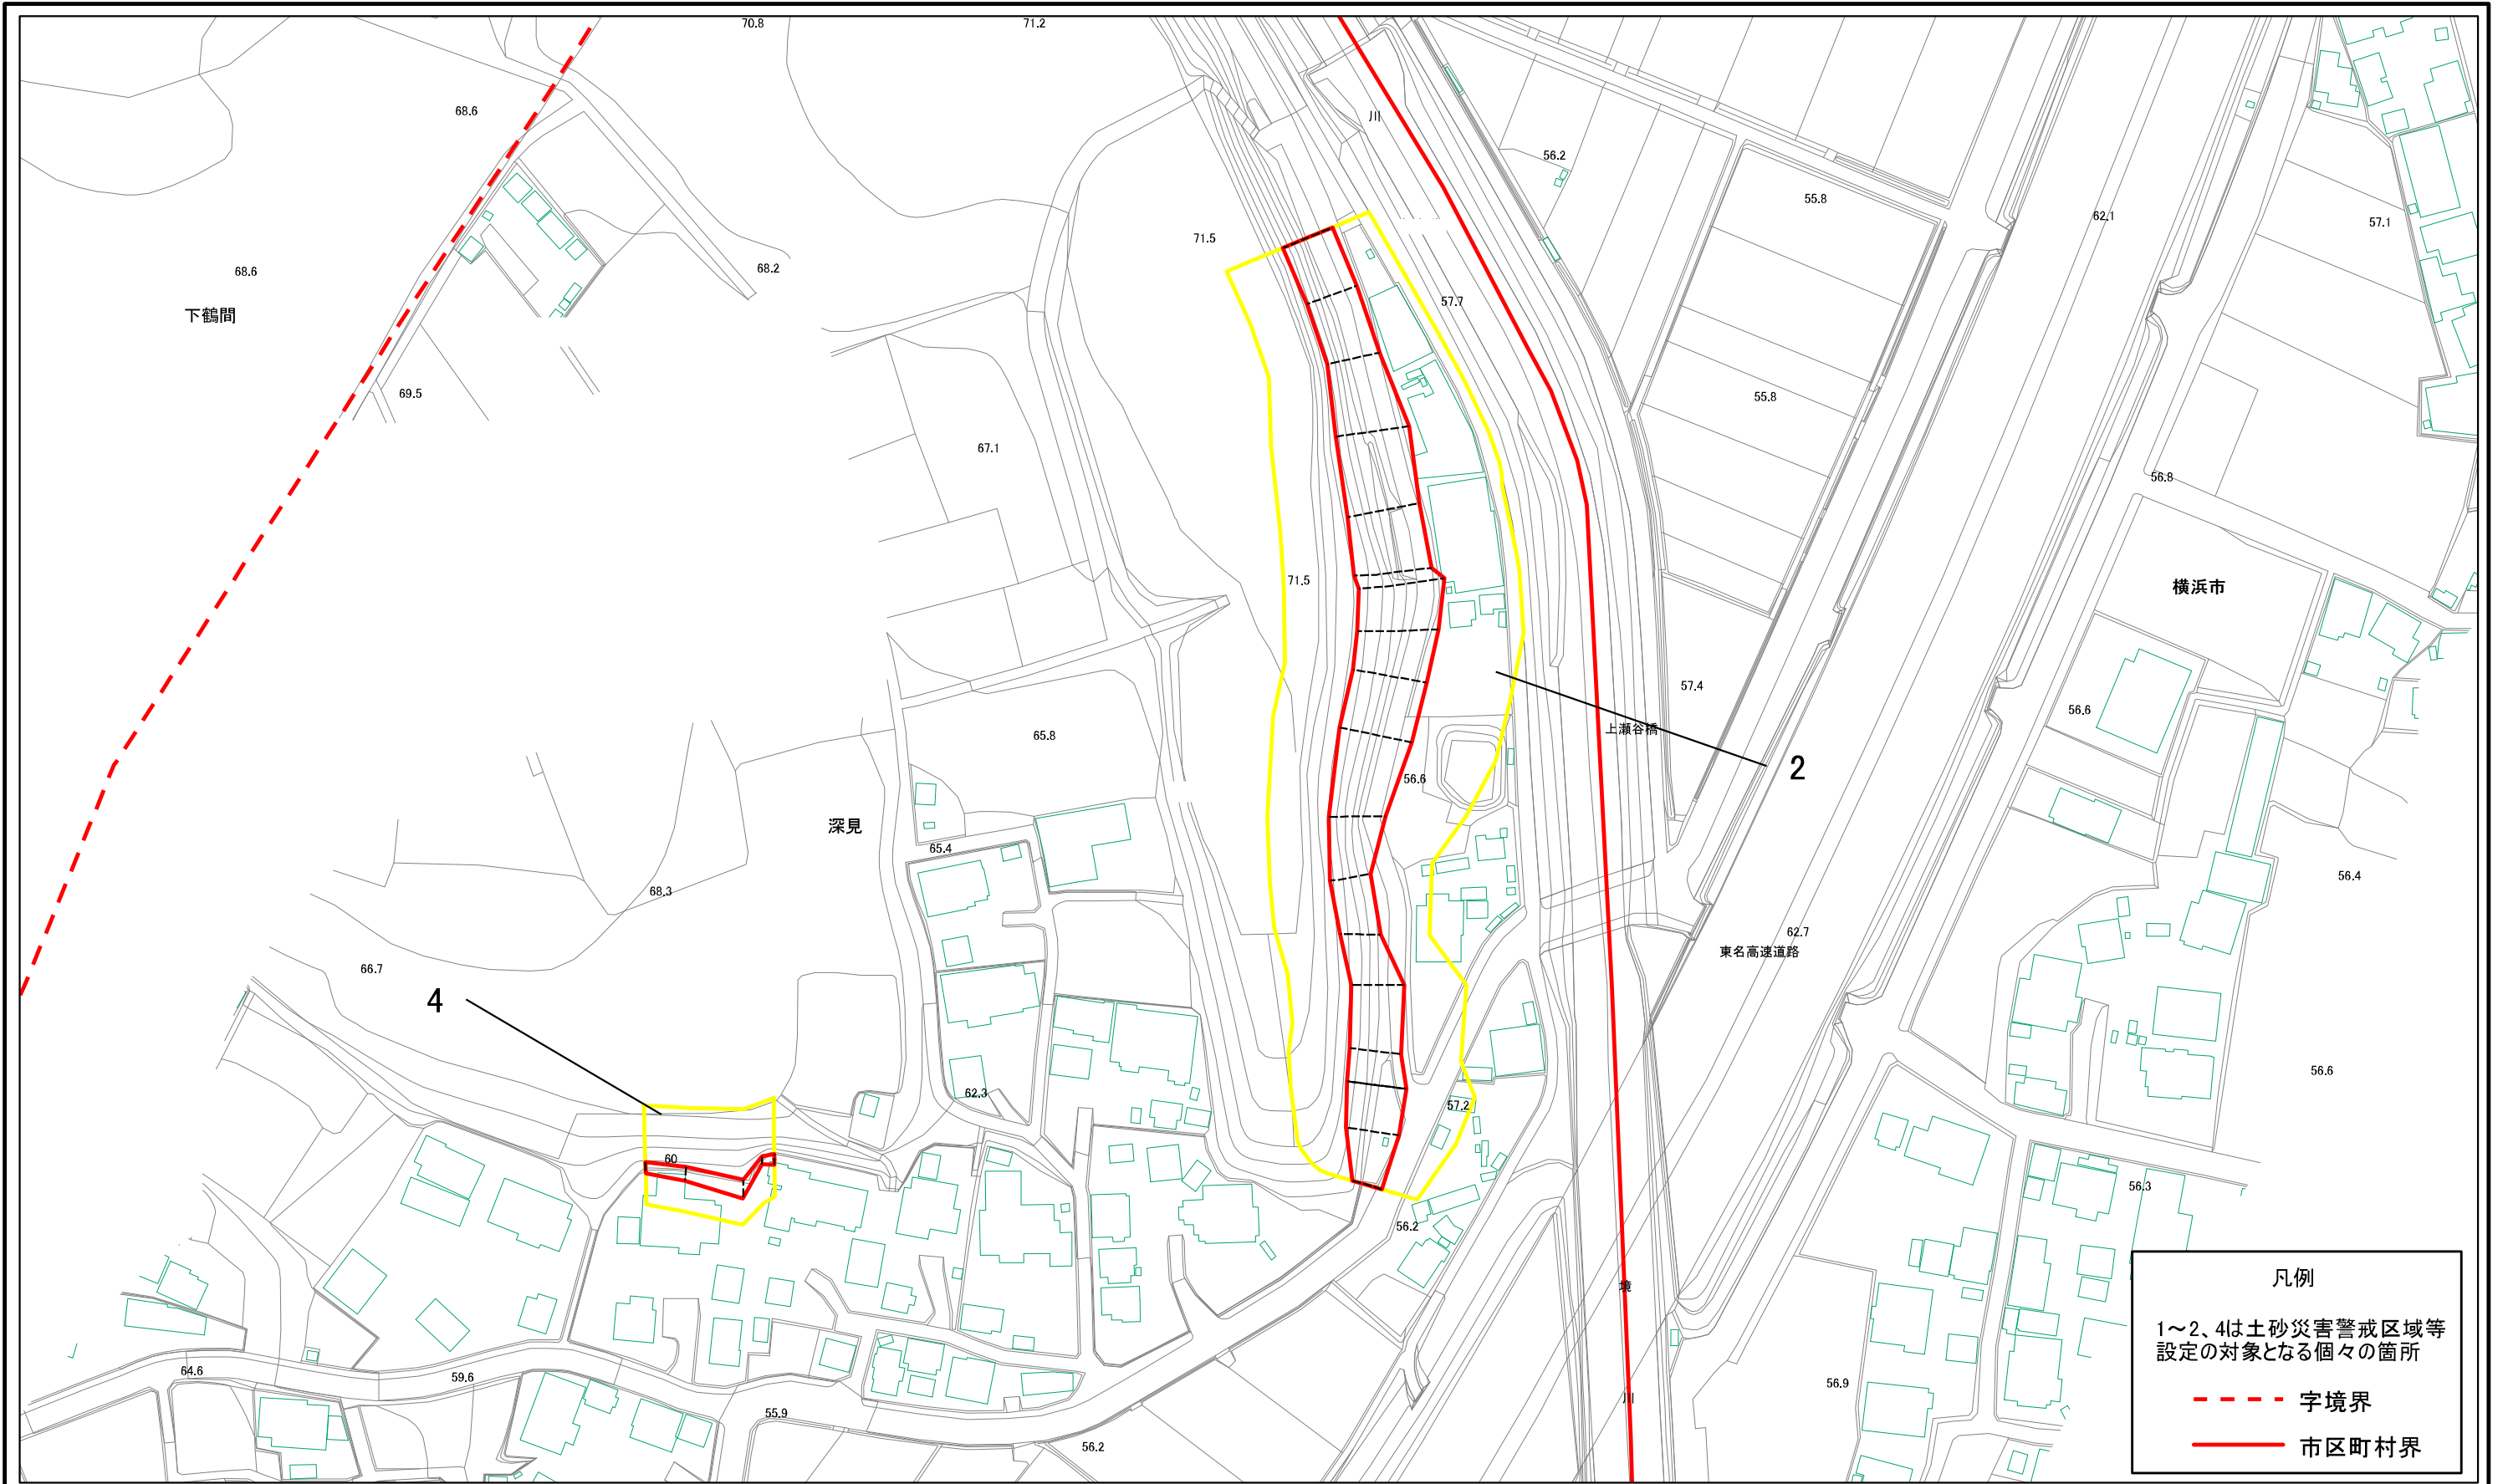 70.8
71.2
68.6
川
56.2
55.8
62.1
57.1
71.5
68.6
68.2
57.7
下鶴間
69.5
55.8
67.1
56.8
71.5
横浜市
57.4
56.6
上瀬谷橋
65.8
2
56.6
深見
65.4
56.4
68.3
62.7
東名高速道路
66.7
4
62.3
56.6
57.2
60
56.3
56.2
境
64.6
59.6
56.9
川
55.9
56.2
凡例
1~2、4は土砂災害警戒区域等
設定の対象となる個々の箇所
字境界
市区町村界